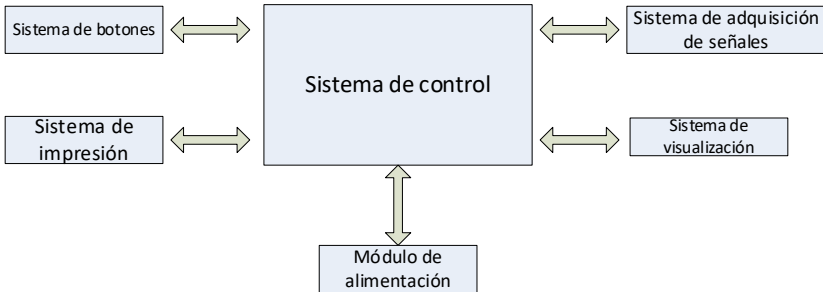 Sistema de botones
Sistema de adquisición
de señales
Sistema de control
Sistema de
impresión
Sistema de
visualización
Módulo de
alimentación